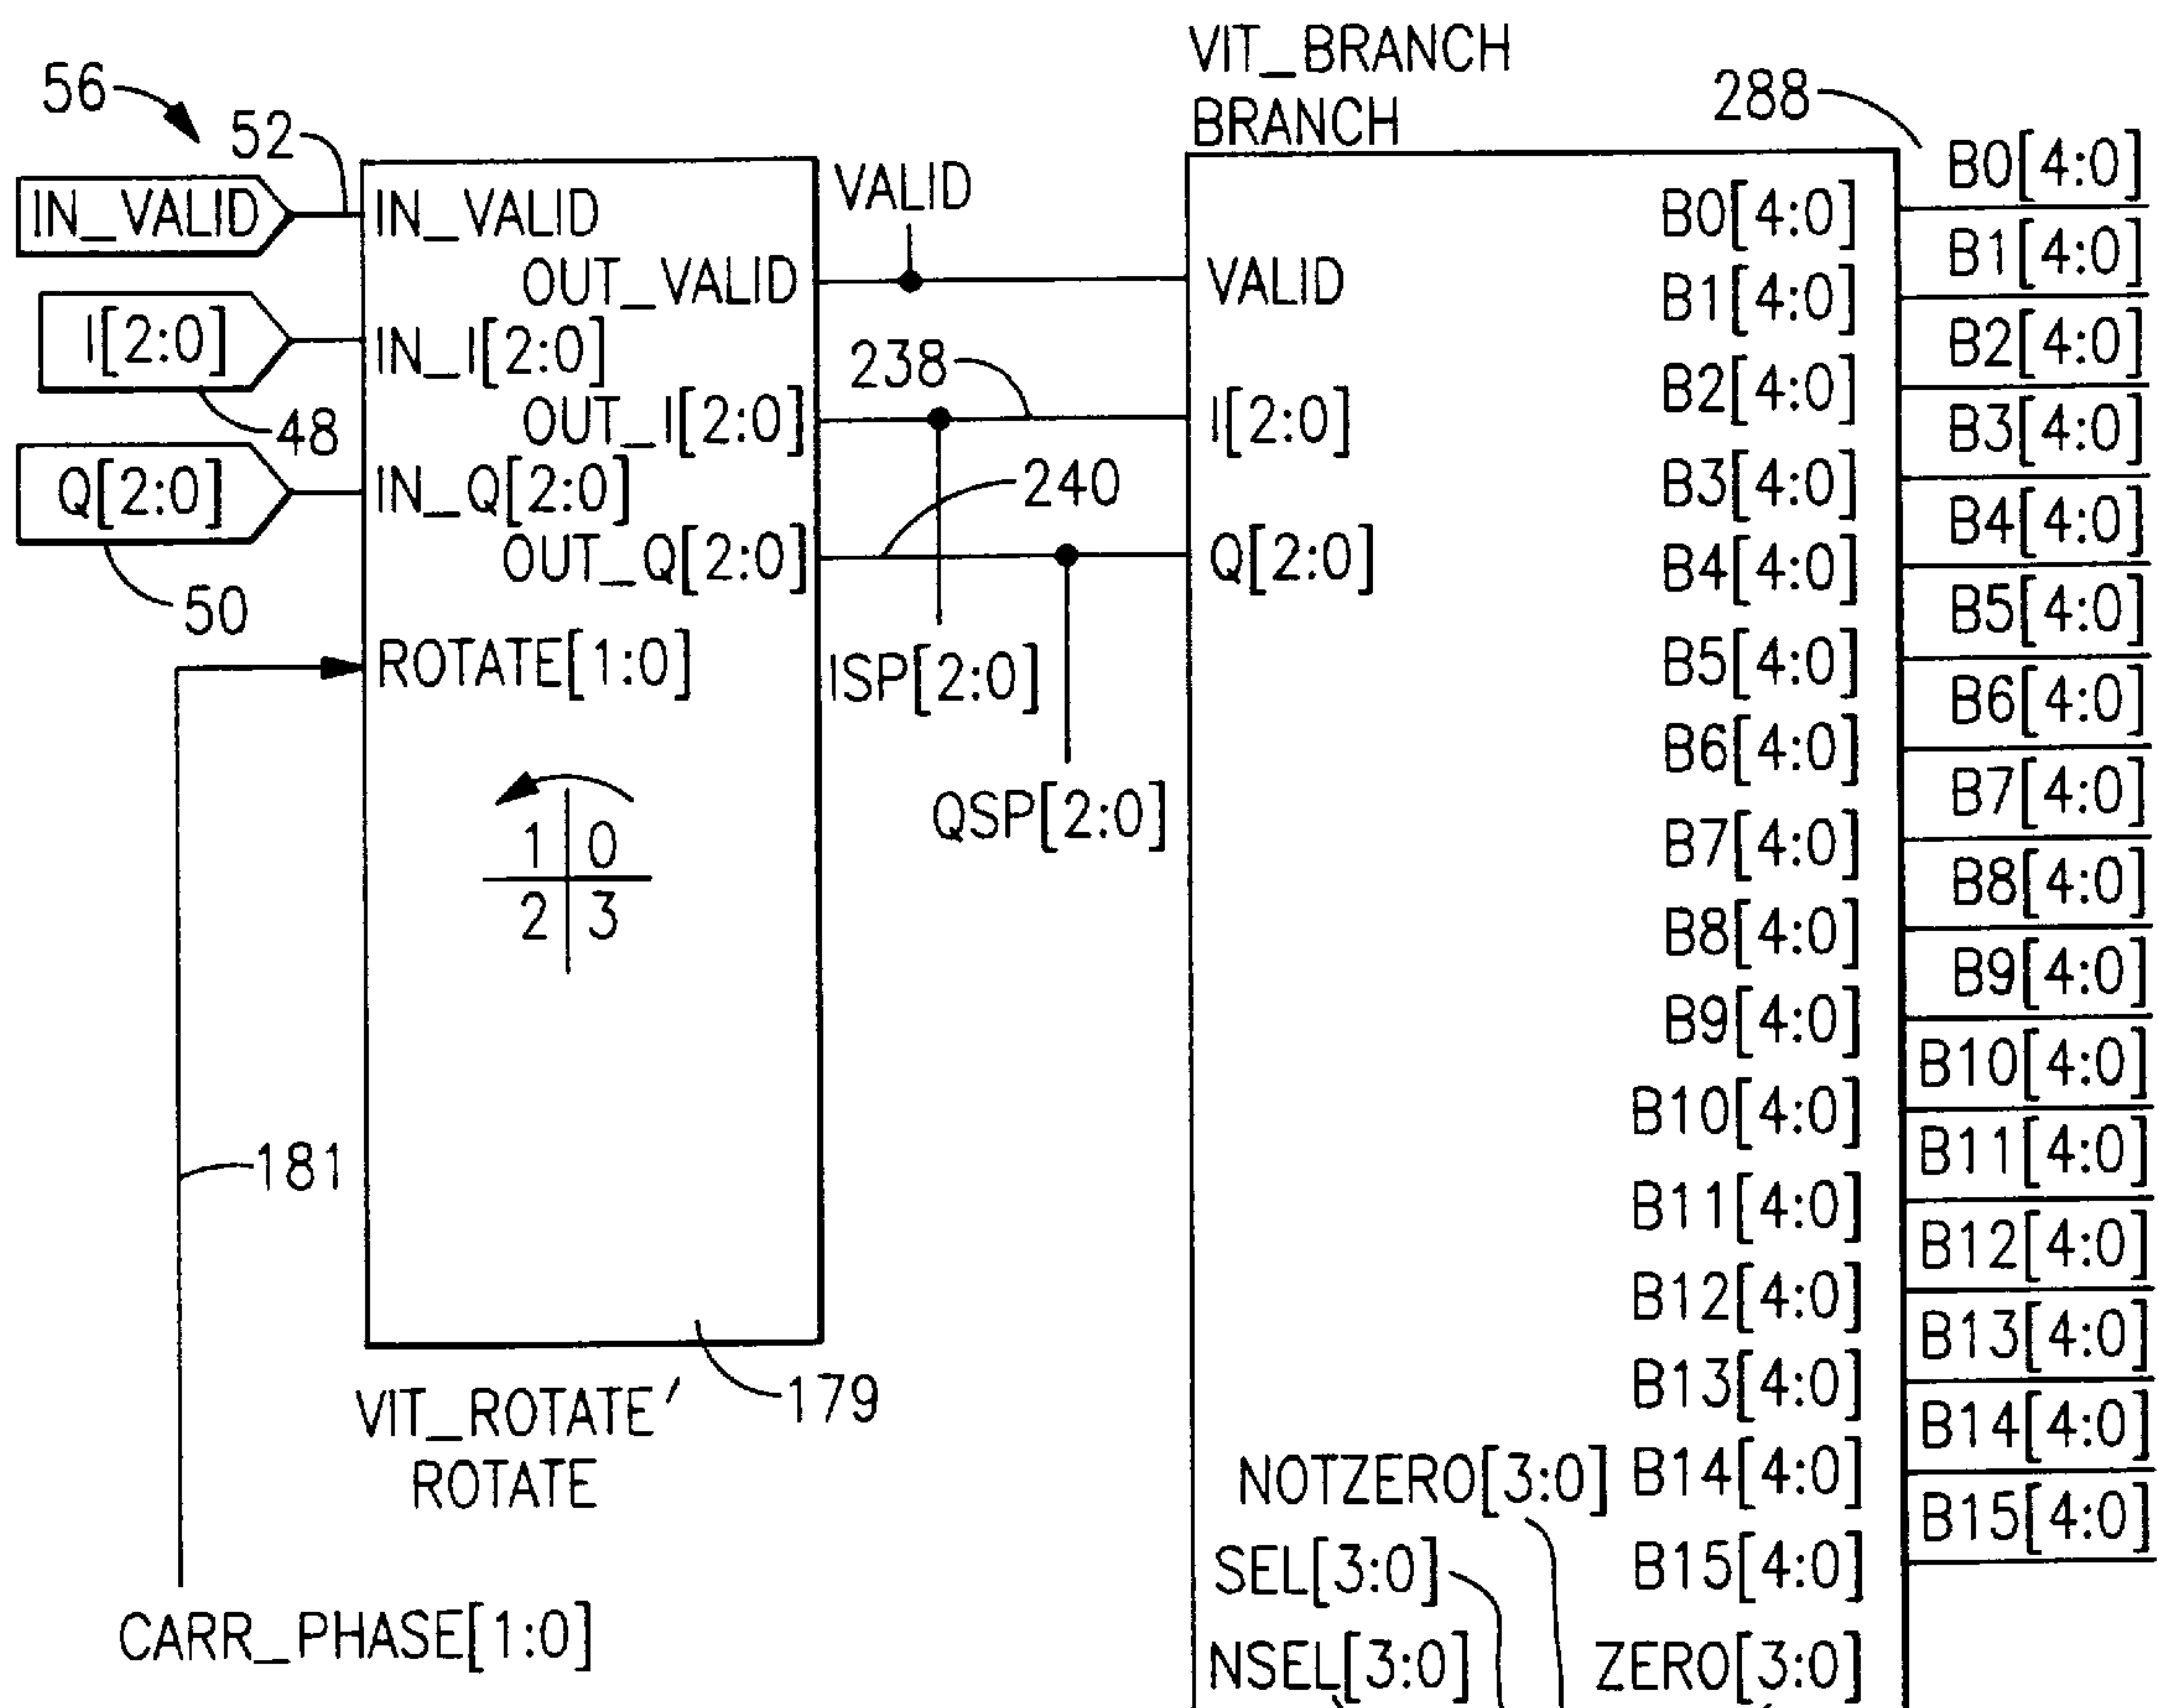 56
52
IN_VALID
I[2:0]
48
Q[2:0]
50
IN_VALID
OUT_VALID
IN_I[2:0]
OUT_I[2:0]
IN_Q[2:0]
OUT_Q[2:0]
ROTATE[1:0]
1 0
2 3
181
179
VIT_ROTATE'
ROTATE
CARR_PHASE[1:0]
VALID
238
240
ISP[2:0]
QSP[2:0]
VIT_BRANCH
BRANCH
288
VALID
I[2:0]
Q[2:0]
B0[4:0]
B1[4:0]
B2[4:0]
B3[4:0]
B4[4:0]
B5[4:0]
B6[4:0]
B7[4:0]
B8[4:0]
B9[4:0]
B10[4:0]
B11[4:0]
B12[4:0]
B13[4:0]
B14[4:0]
B15[4:0]
NOTZERO[3:0]
SEL[3:0]
NSEL[3:0]
ZERO[3:0]
B0[4:0]
B1[4:0]
B2[4:0]
B3[4:0]
B4[4:0]
B5[4:0]
B6[4:0]
B7[4:0]
B8[4:0]
B9[4:0]
B10[4:0]
B11[4:0]
B12[4:0]
B13[4:0]
B14[4:0]
B15[4:0]